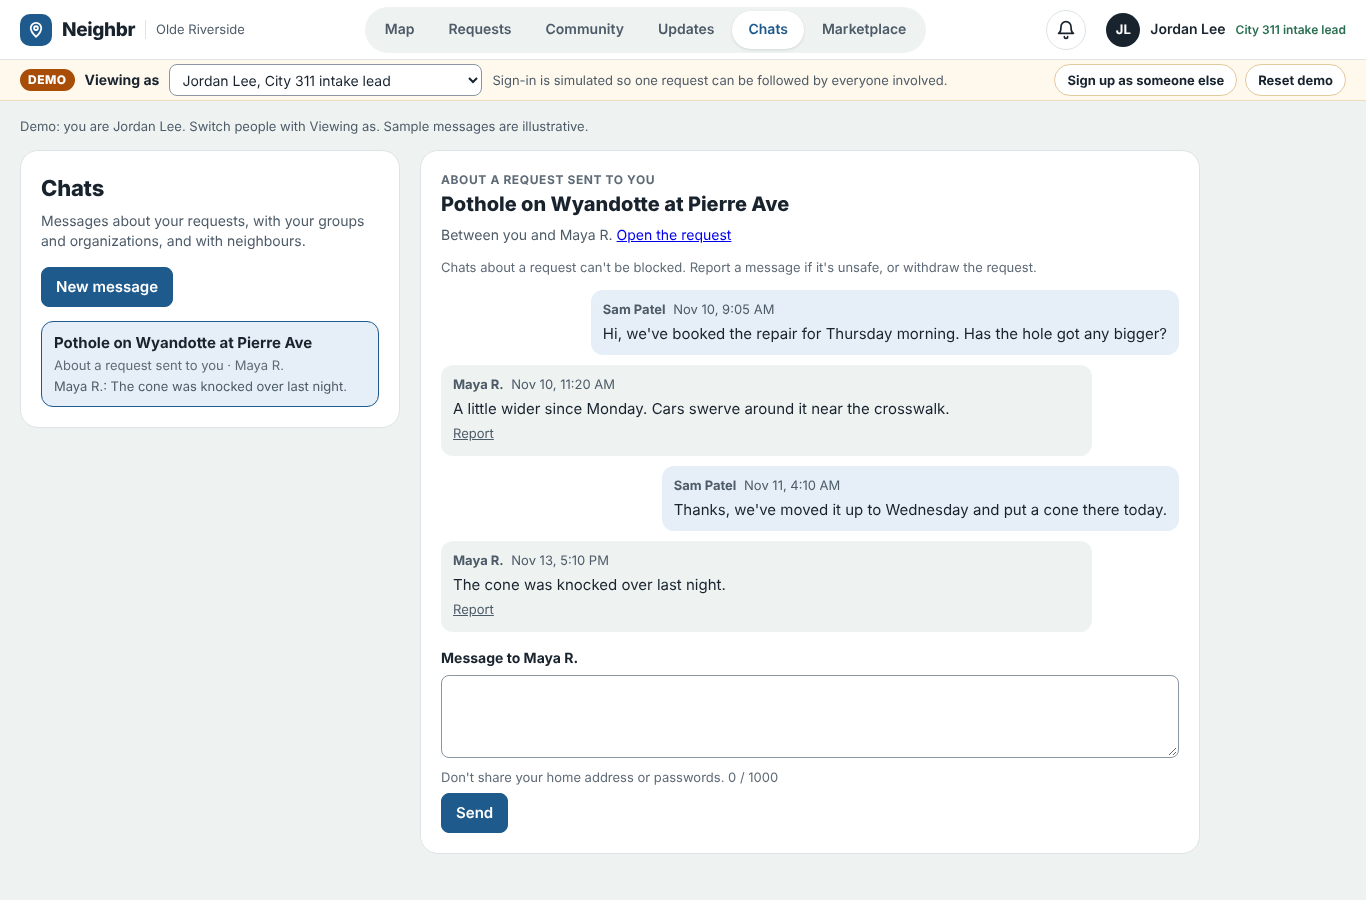 Neighbr
Olde Riverside
Map
Requests
Community
Updates
Chats
Marketplace
JL
Jordan Lee
City 311 intake lead
DEMO
Viewing as
Jordan Lee, City 311 intake lead
Sign-in is simulated so one request can be followed by everyone involved.
Sign up as someone else
Reset demo
Demo: you are Jordan Lee. Switch people with Viewing as. Sample messages are illustrative.
Chats
Messages about your requests, with your groups
and organizations, and with neighbours.
New message
Pothole on Wyandotte at Pierre Ave
About a request sent to you · Maya R.
Maya R.: The cone was knocked over last night.
ABOUT A REQUEST SENT TO YOU
Pothole on Wyandotte at Pierre Ave
Between you and Maya R. Open the request
Chats about a request can't be blocked. Report a message if it's unsafe, or withdraw the request.
Sam Patel Nov 10, 9:05 AM
Hi, we've booked the repair for Thursday morning. Has the hole got any bigger?
Maya R. Nov 10, 11:20 AM
A little wider since Monday. Cars swerve around it near the crosswalk.
Report
Sam Patel Nov 11, 4:10 AM
Thanks, we've moved it up to Wednesday and put a cone there today.
Maya R. Nov 13, 5:10 PM
The cone was knocked over last night.
Report
Message to Maya R.
Don't share your home address or passwords. 0 / 1000
Send